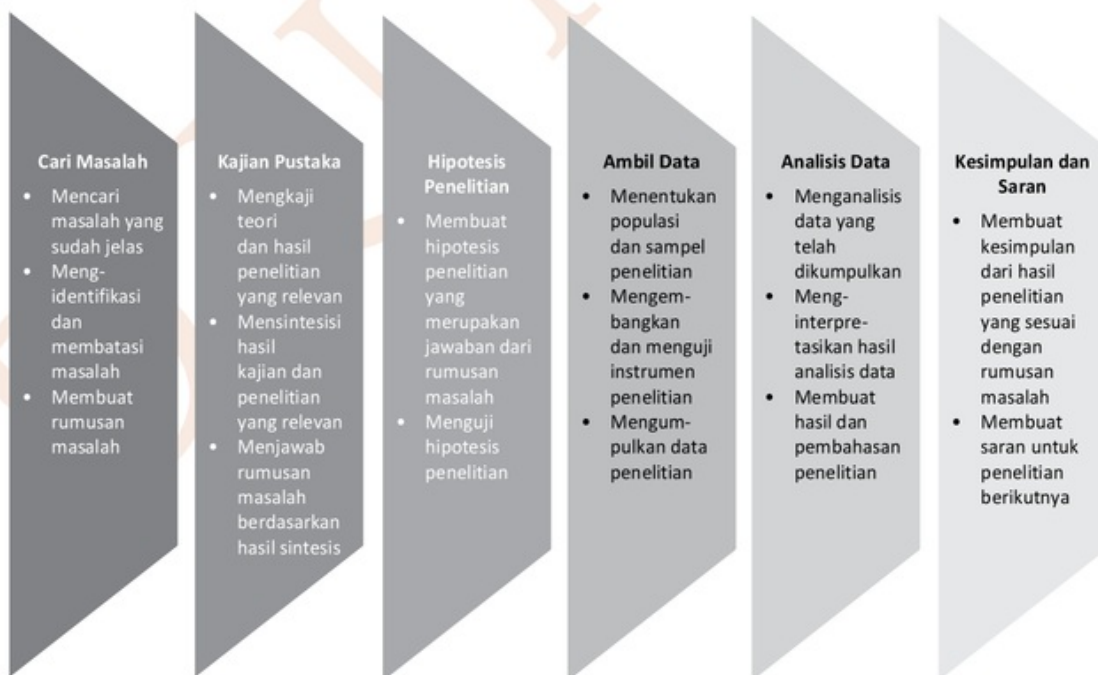 Cari Masalah
• Mencari
masalah yang
sudah jelas
• Meng-
identifikasi
dan
membatasi
masalah
• Membuat
rumusan
masalah
Kajian Pustaka
• Mengkaji
teori
dan hasil
penelitian
yang relevan
• Mensintesisi
hasil
kajian dan
penelitian
yang relevan
• Menjawab
rumusan
masalah
berdasarkan
hasil sintesis
Hipotesis
Penelitian
• Membuat
hipotesis
penelitian
yang
merupakan
jawaban dari
rumusan
masalah
• Menguji
hipotesis
penelitian
Ambil Data
• Menentukan
populasi
dan sampel
penelitian
• Mengem-
bangkan
dan menguji
instrumen
penelitian
• Mengum-
pulkan data
penelitian
Analisis Data
• Menganalisis
data yang
telah
dikumpulkan
• Meng-
interpre-
tasikan hasil
analisis data
• Membuat
hasil dan
pembahasan
penelitian
Kesimpulan dan
Saran
• Membuat
kesimpulan
dari hasil
penelitian
yang sesuai
dengan
rumusan
masalah
• Membuat
saran untuk
penelitian
berikutnya